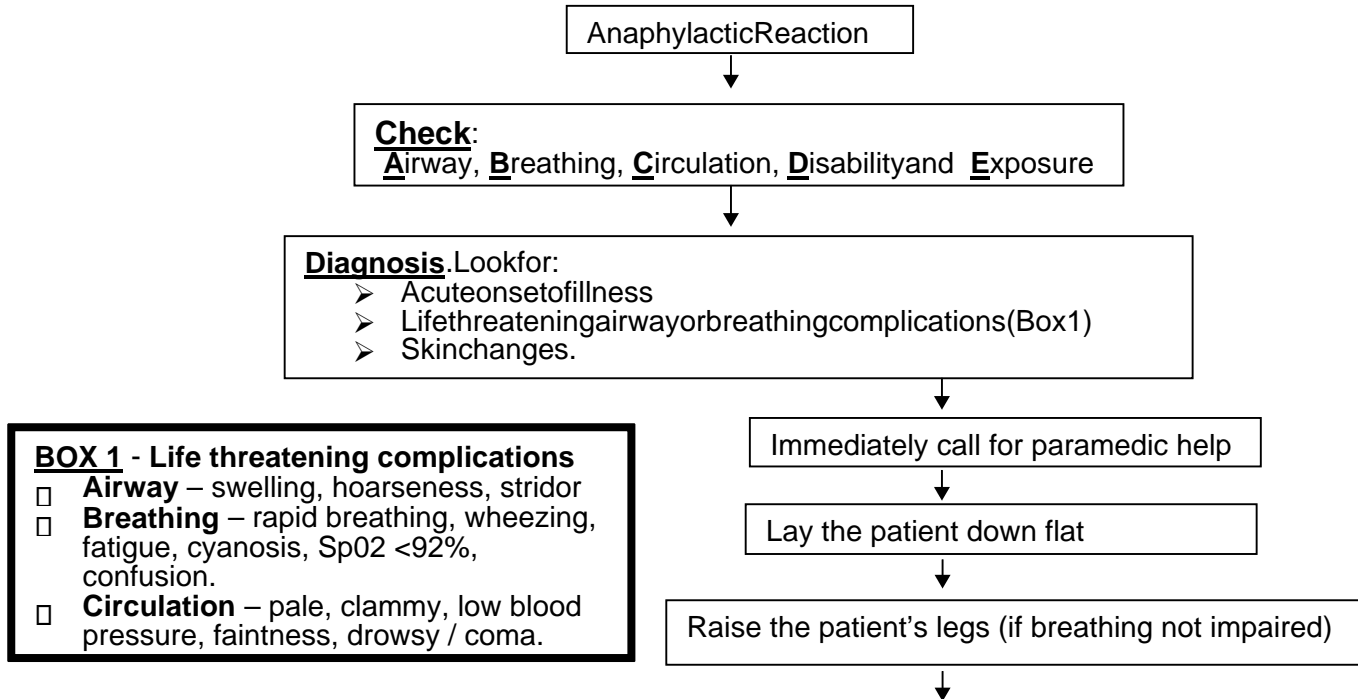 AnaphylacticReaction
Check:
Airway, Breathing, Circulation, Disabilityand Exposure
Diagnosis.Lookfor:
➢ Acuteonsetofillness
➢ Lifethreateningairwayorbreathingcomplications(Box1)
➢ Skinchanges.
Immediately call for paramedic help
Lay the patient down flat
Raise the patient’s legs (if breathing not impaired)
BOX 1 - Life threatening complications
Airway – swelling, hoarseness, stridor
Breathing – rapid breathing, wheezing,
fatigue, cyanosis, Sp02 <92%,
confusion.
Circulation – pale, clammy, low blood
pressure, faintness, drowsy / coma.